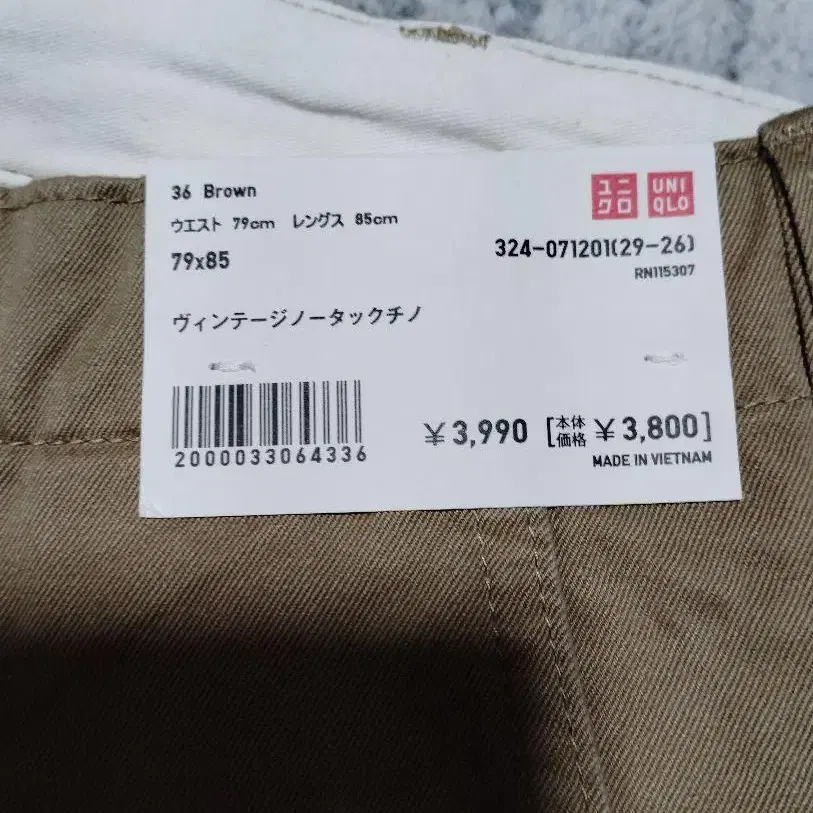 36 Brown
ユニクロ
UNIQLO
ウエスト 79cm レングス 85cm
79x85
324-071201(29-26)
RN115307
ヴィンテージノータックチノ
2000033064336
¥3,990 [本体価格 ¥3,800]
MADE IN VIETNAM